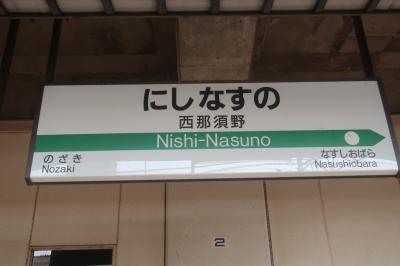 にしなすの
西那須野
Nishi-Nasuno
のざき
Nozaki
なすしおばら
Nasushiobara
2